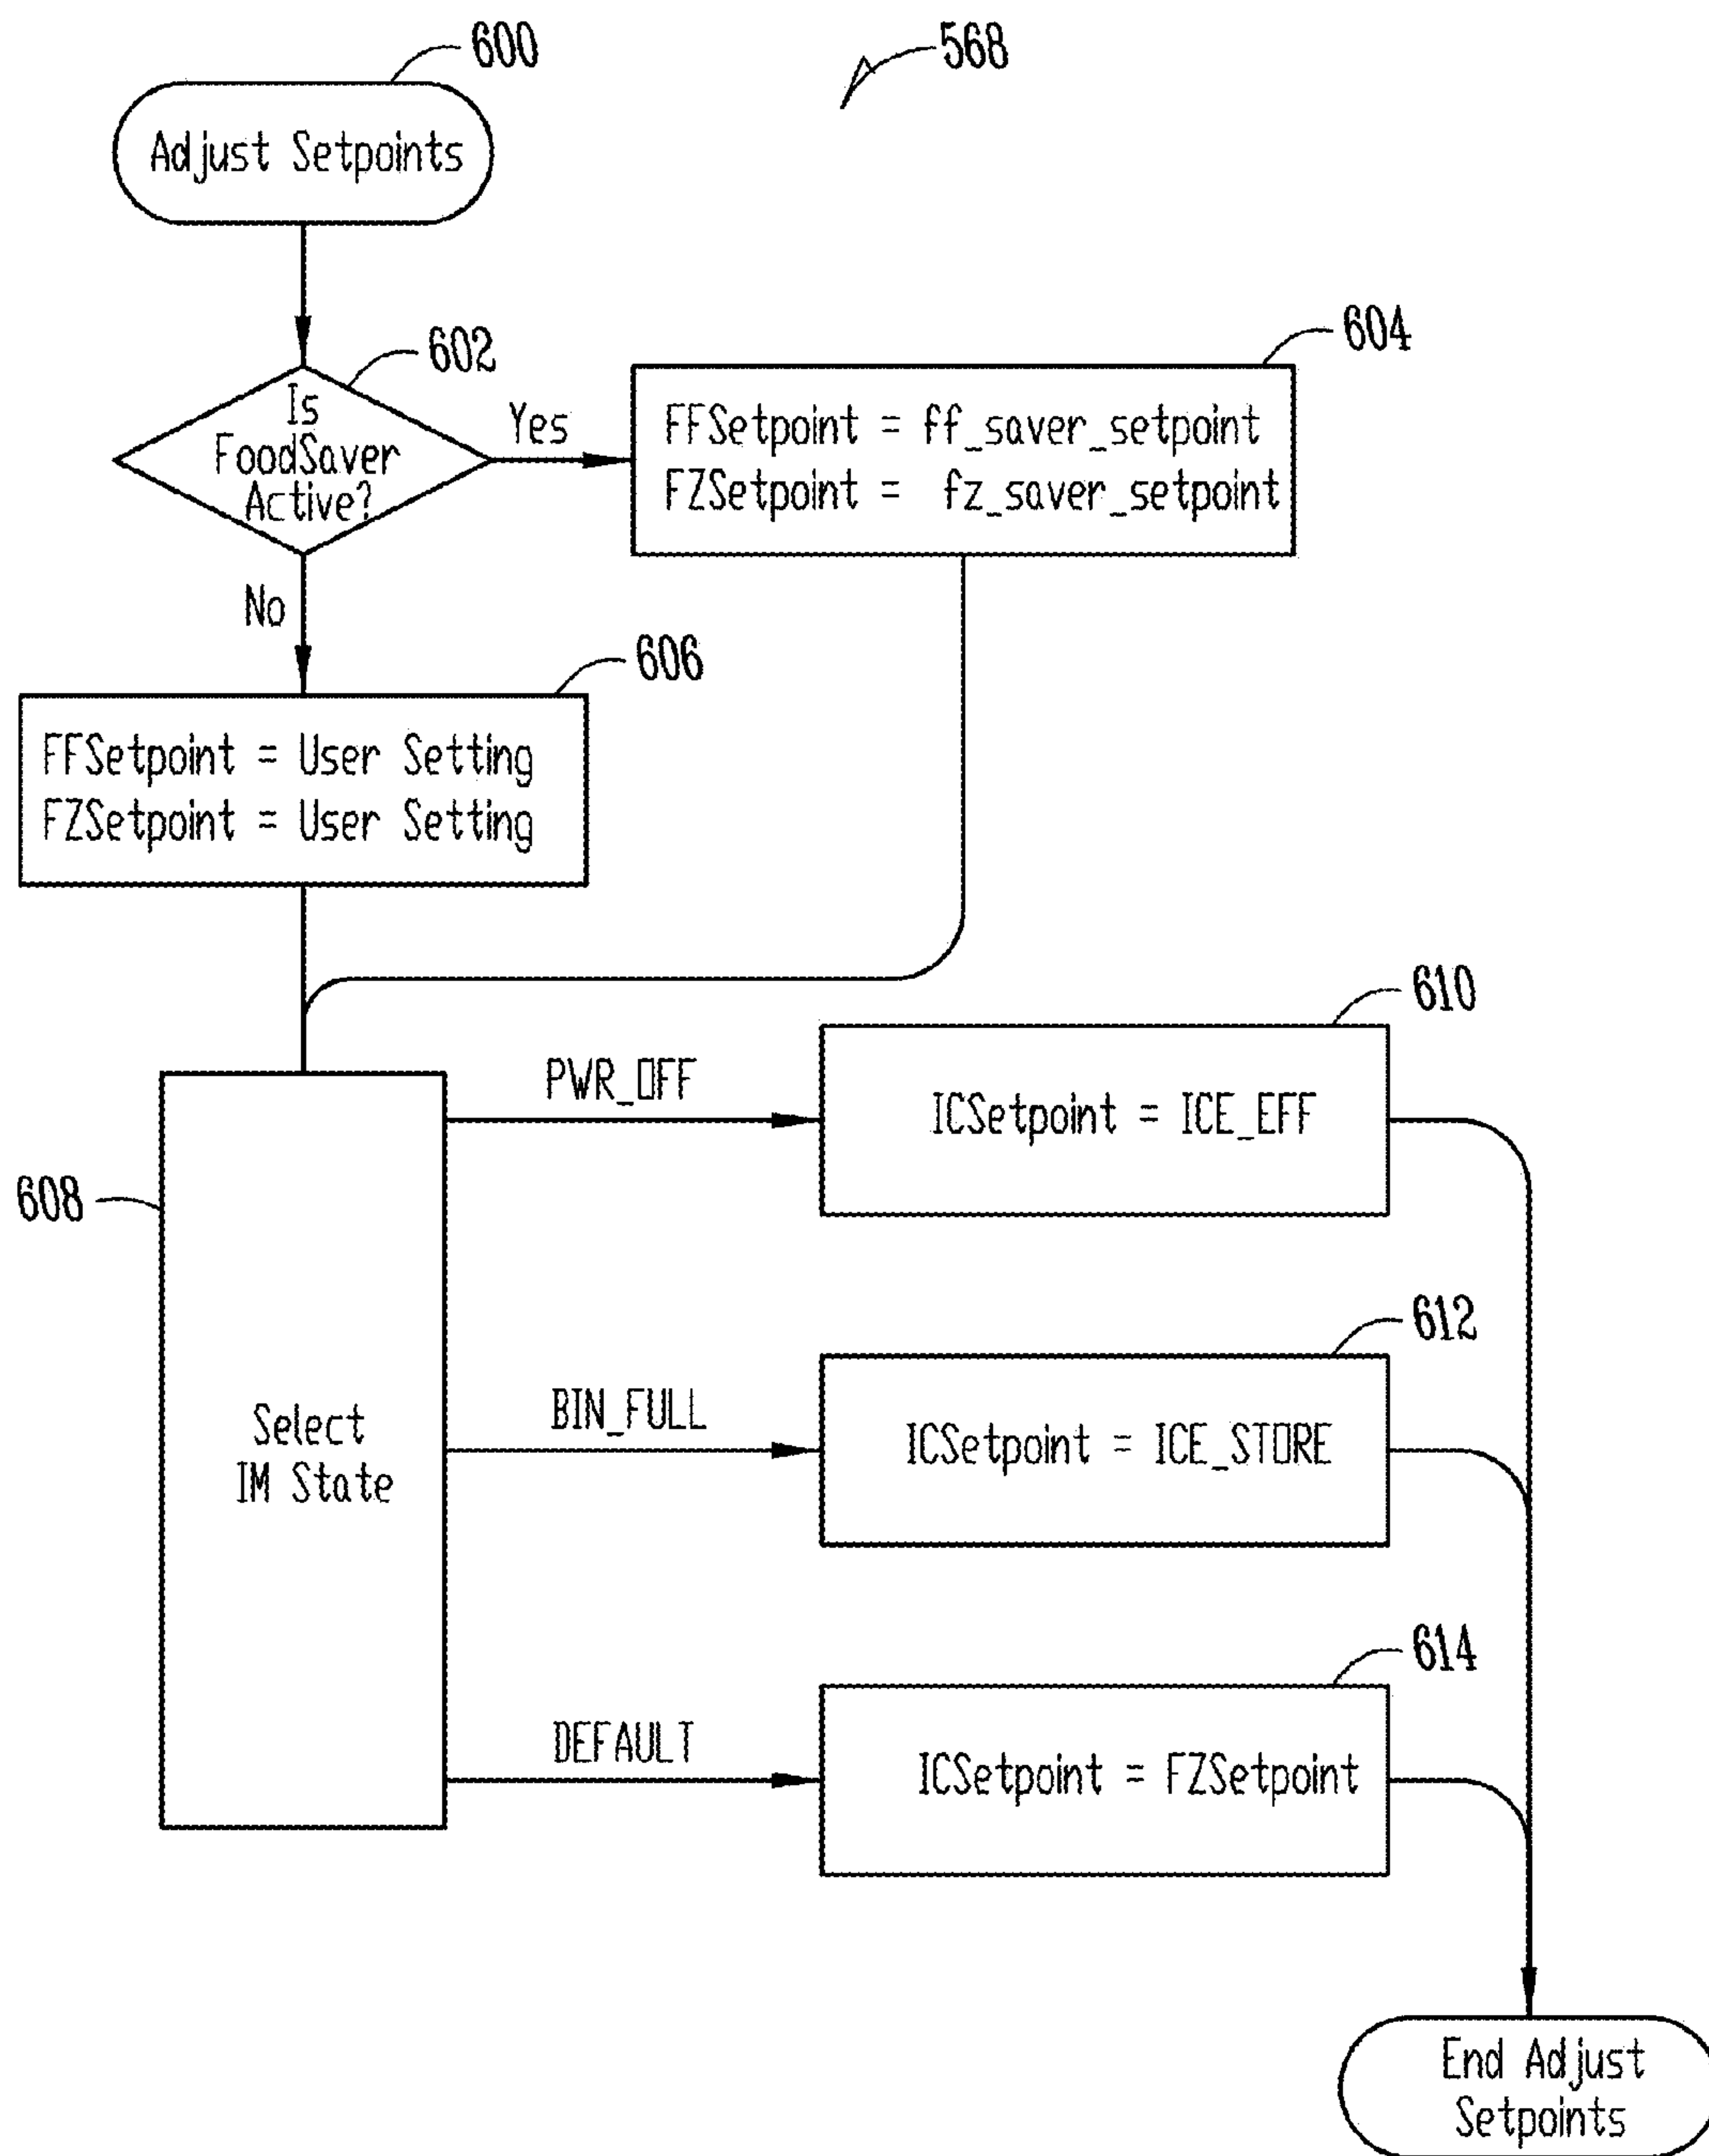 600
568
Adjust Setpoints
602
604
Is
FoodSaver
Active?
Yes
FFSetpoint = ff_saver_setpoint
FZSetpoint = fz_saver_setpoint
No
606
FFSetpoint = User Setting
FZSetpoint = User Setting
610
PWR_OFF
ICSetpoint = ICE_EFF
608
612
BIN_FULL
ICSetpoint = ICE_STORE
Select
IM State
614
DEFAULT
ICSetpoint = FZSetpoint
End Adjust
Setpoints